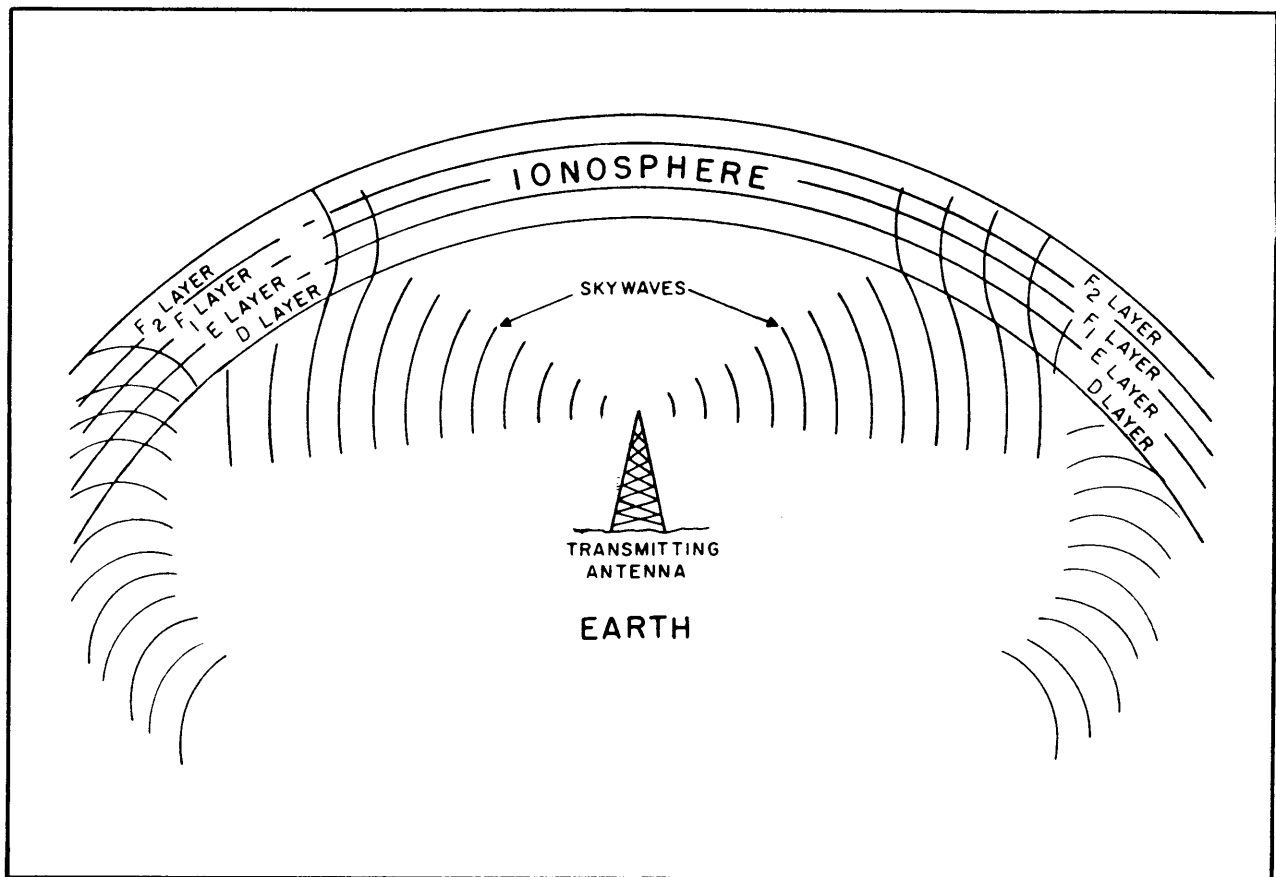 IONOSPHERE
F2 LAYER
F1 LAYER
E LAYER
D LAYER
SKYWAVES
F2 LAYER
F1 LAYER
E LAYER
D LAYER
TRANSMITTING
ANTENNA
EARTH